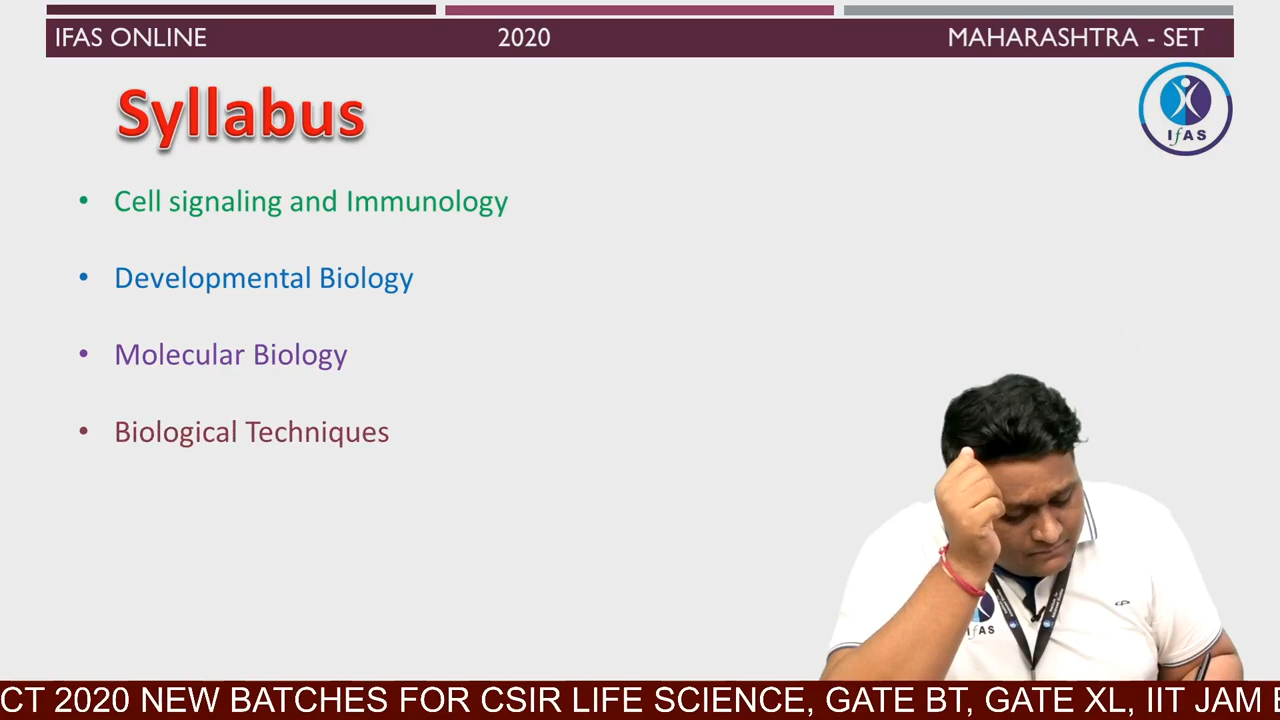 IFAS ONLINE 2020 MAHARASHTRA - SET
Syllabus
IfAS
• Cell signaling and Immunology
• Developmental Biology
• Molecular Biology
• Biological Techniques
IfAS
CT 2020 NEW BATCHES FOR CSIR LIFE SCIENCE, GATE BT, GATE XL, IIT JAM